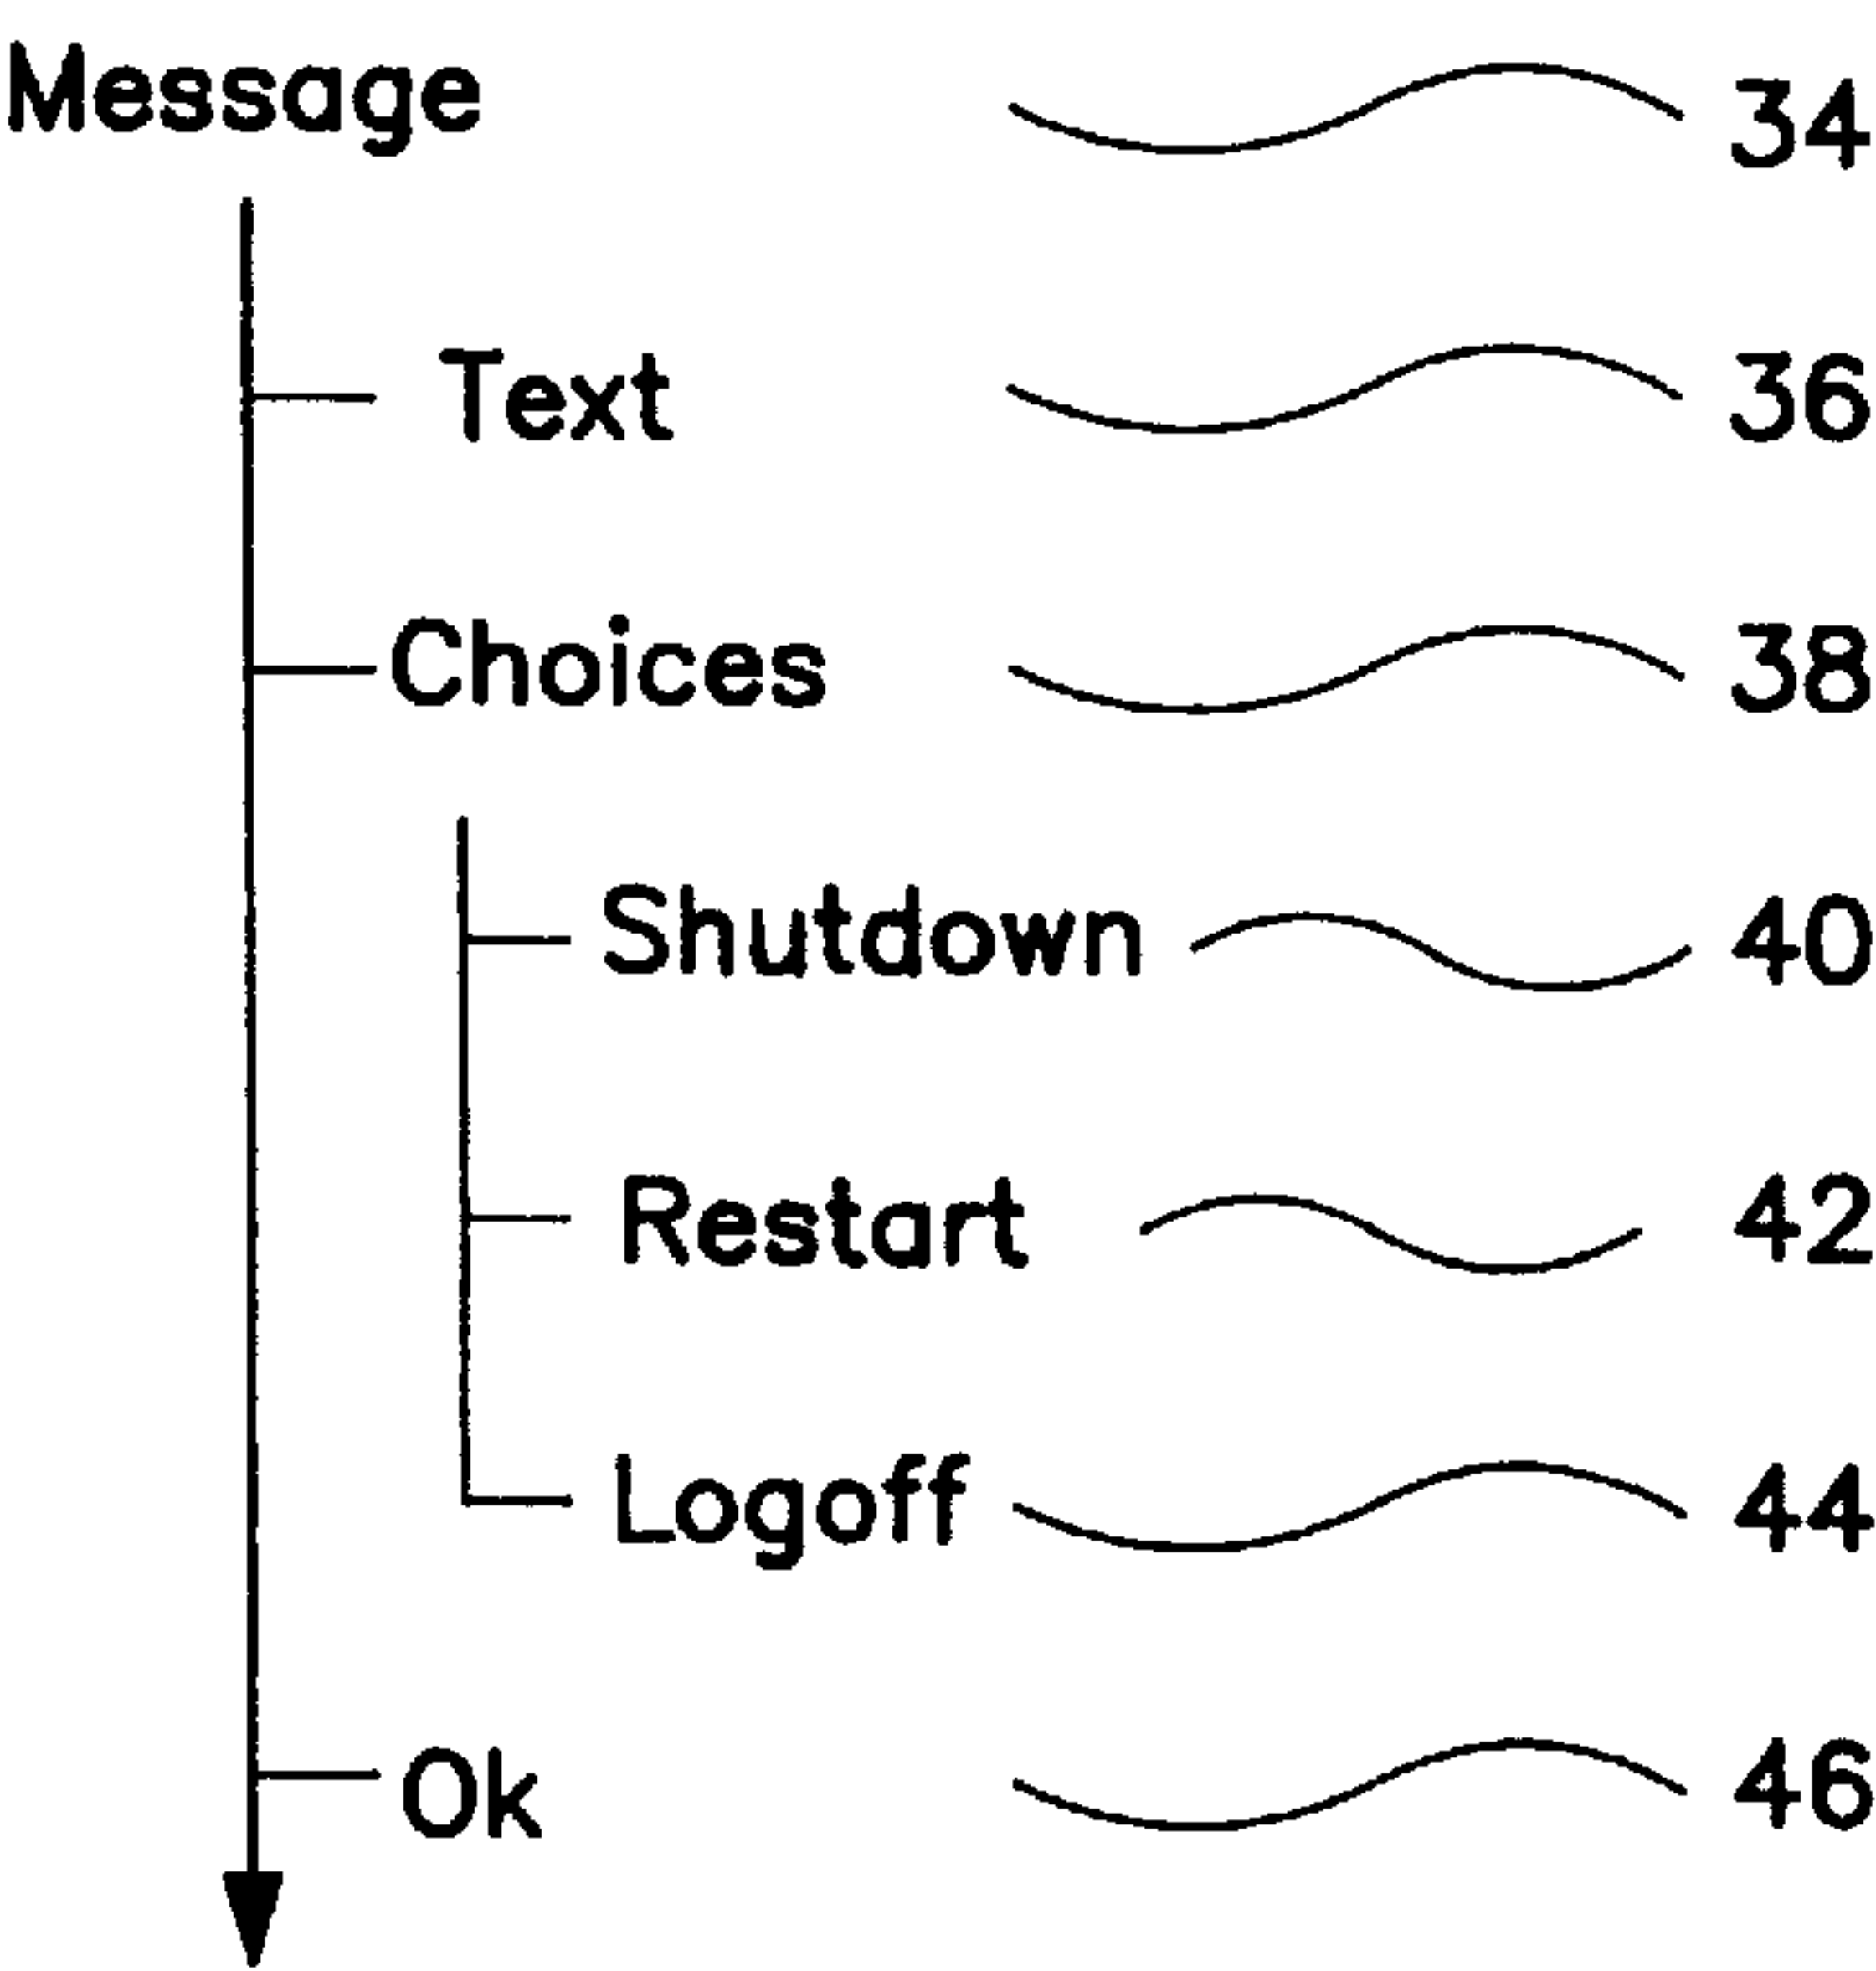 Message 34
Text 36
Choices 38
Shutdown 40
Restart 42
Logoff 44
Ok 46